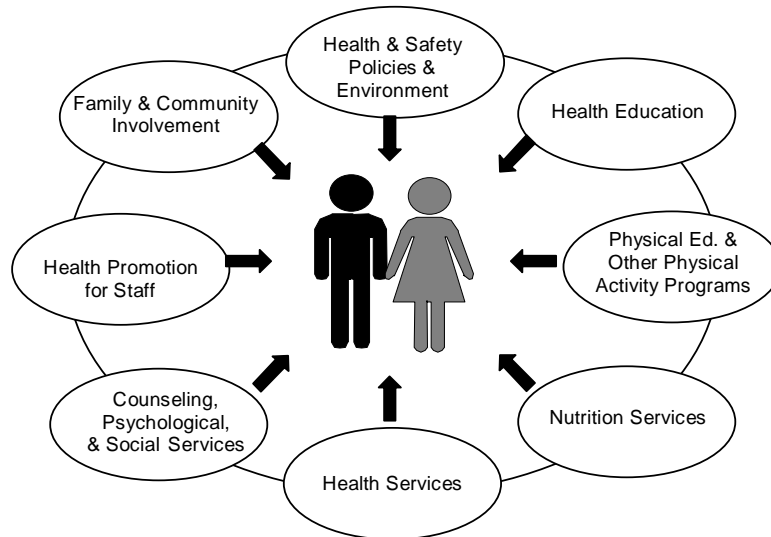 Health & Safety
Policies &
Environment
Family & Community
Involvement
Health Education
Health Promotion
for Staff
Physical Ed. &
Other Physical
Activity Programs
Counseling,
Psychological,
& Social Services
Nutrition Services
Health Services